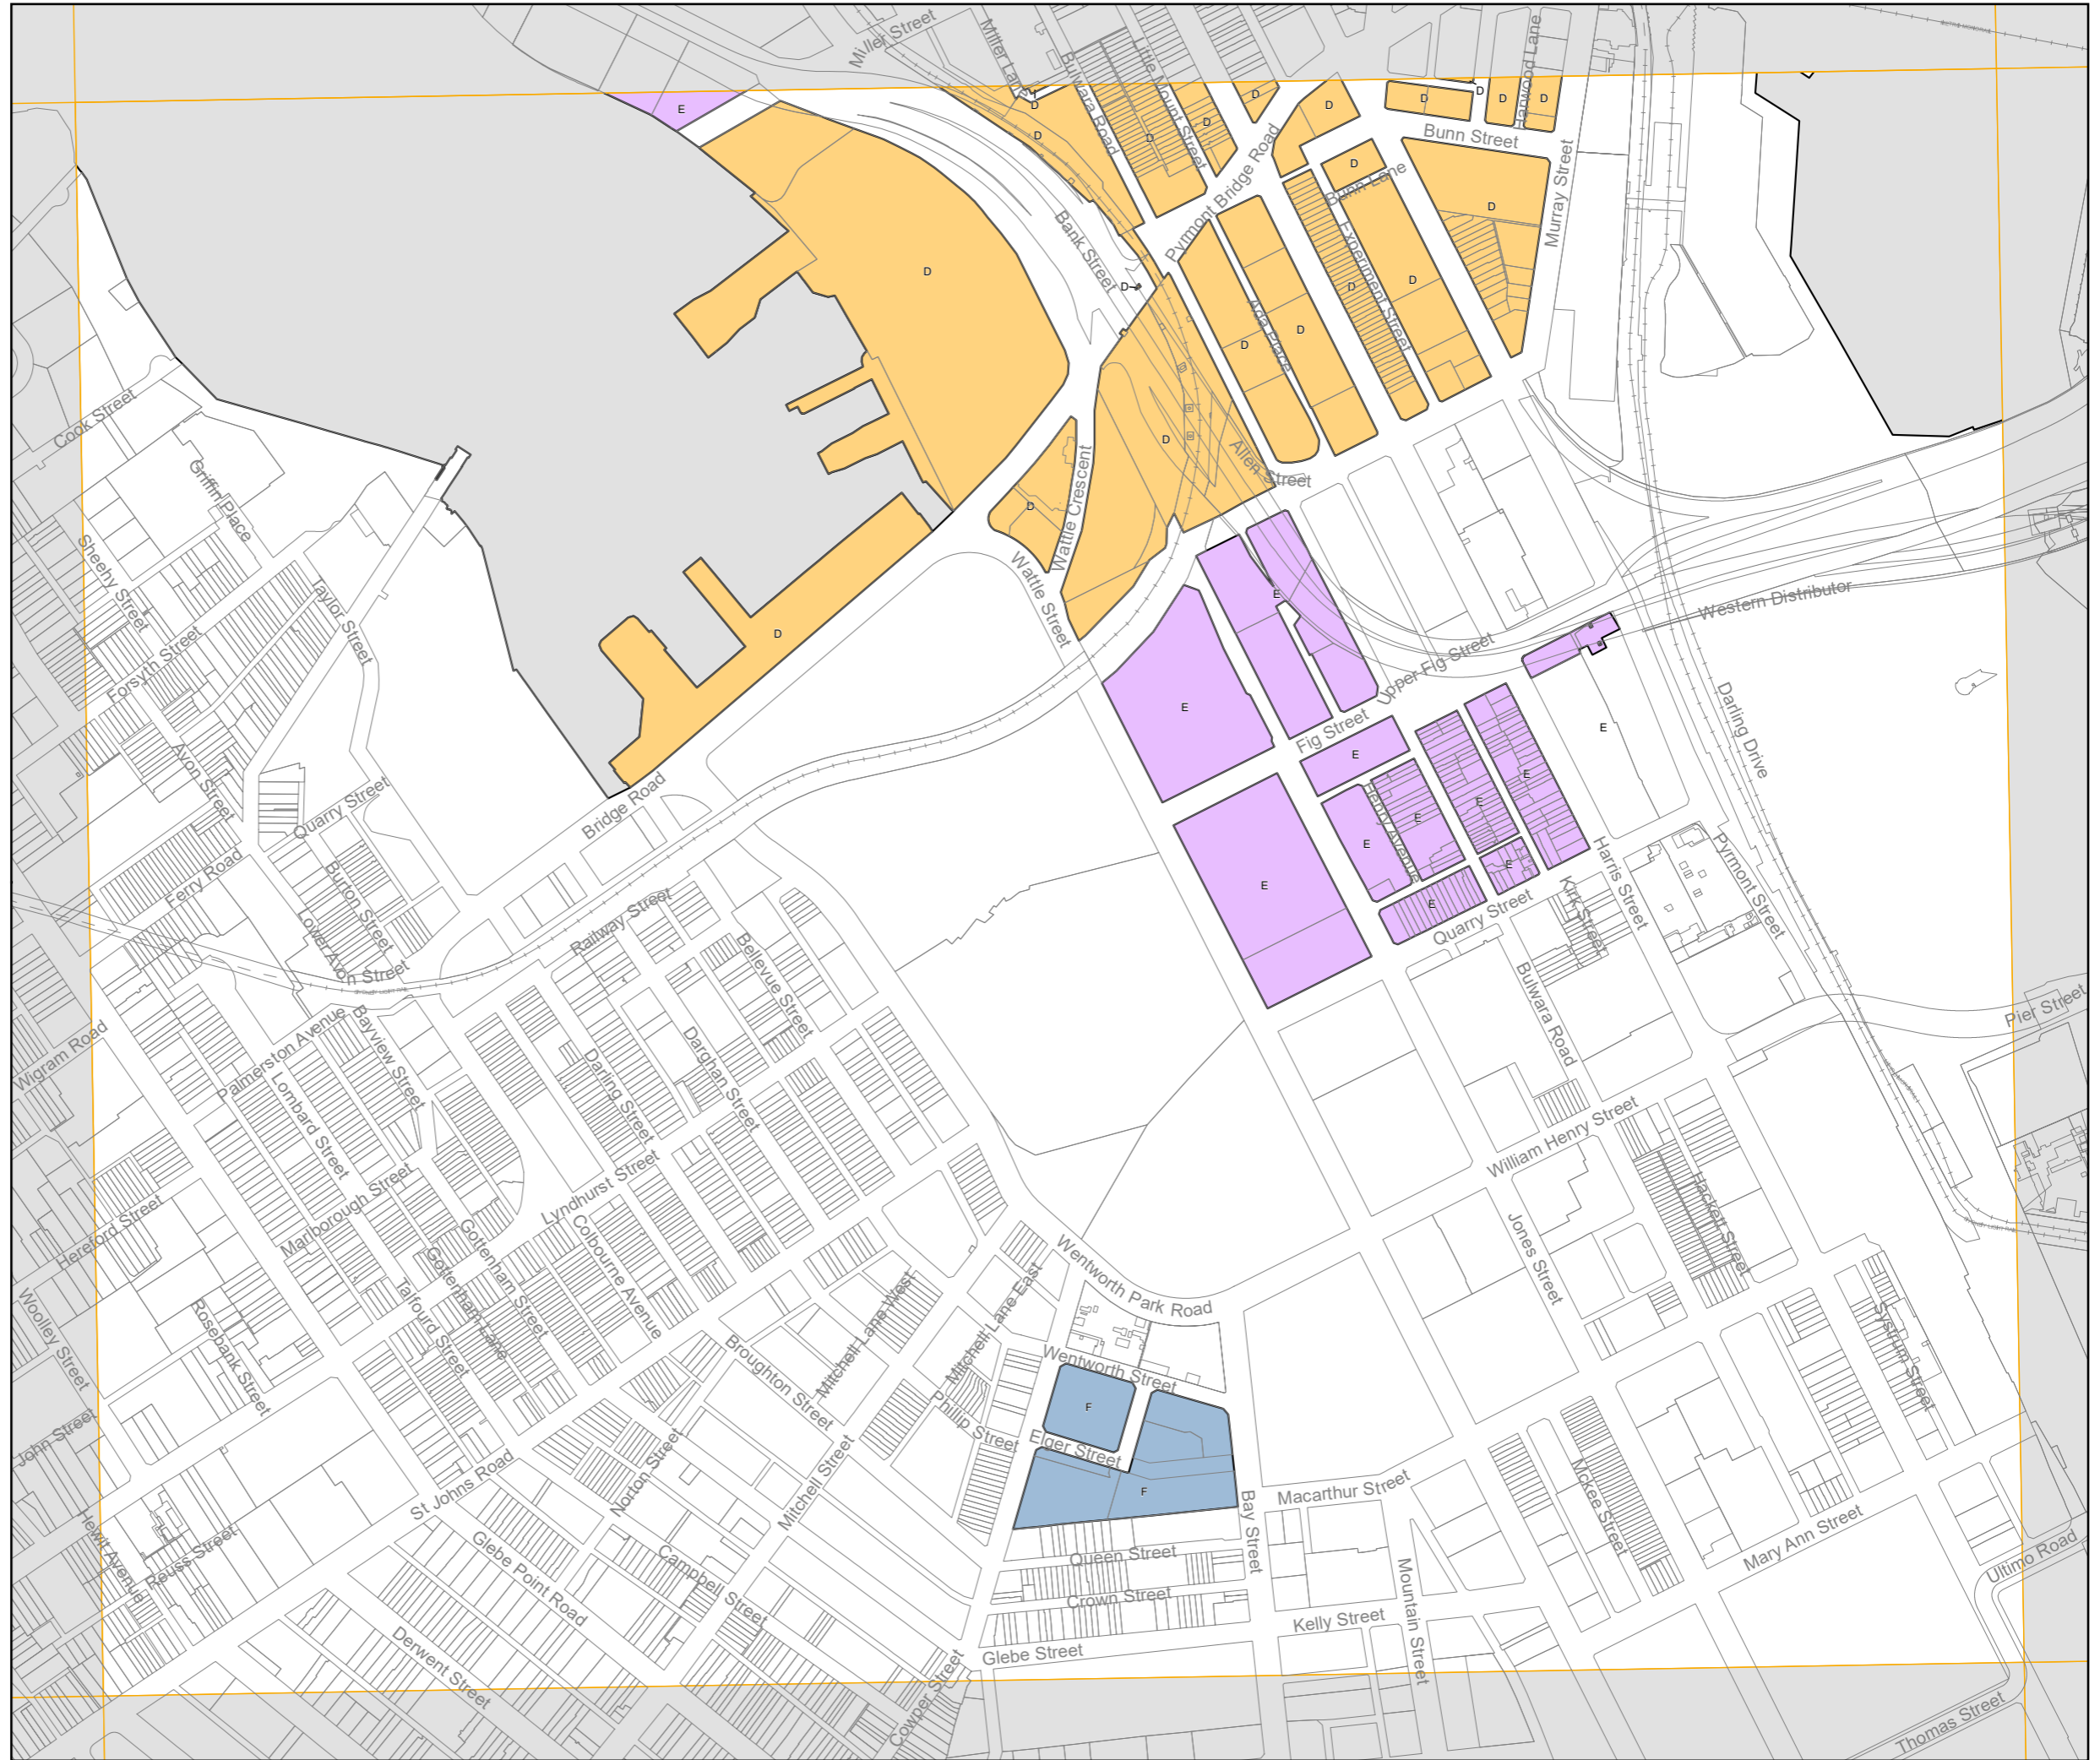 Miller Street
Miller Lane
Bulwara Road
Little Mount Street
Harwood Lane
E
D
D
D
D
D
D
D
D
D
D
D
Bunn Street
Pyrmont Bridge Road
D
Bunn Lane
Murray Street
D
Bank Street
Experiment Street
D
D
D
D
Ada Place
D
D
Cook Street
D
Allen Street
Griffin Place
Wattle Crescent
D
Sheehy Street
Taylor Street
Wattle Street
E
Western Distributor
Forsyth Street
D
Upper Fig Street
E
Fig Street
E
Darling Drive
Avon Street
E
E
Quarry Street
Bridge Road
E
E
Henry Avenue
E
Harris Street
Pyrmont Street
Ferry Road
Burton Street
E
E
Kirk Street
E
Quarry Street
Railway Street
Lower Avon Street
Bellevue Street
Bulwara Road
Pier Street
Wigram Road
Palmerston Avenue
Bayview Street
Darghan Street
Darling Street
Lombard Street
William Henry Street
Lyndhurst Street
Marlborough Street
Hereford Street
Hackett Street
Jones Street
Colbourne Avenue
Gottenham Street
Gottenham Lane
Talfourd Street
Wentworth Park Road
Mitchell Lane West
Mitchell Lane East
Woolley Street
Rosebank Street
Systrum Street
Broughton Street
Wentworth Street
F
Phillip Street
Elger Street
John Street
Norton Street
St Johns Road
Mitchell Street
F
Macarthur Street
Mckee Street
Bay Street
Mary Ann Street
Hewit Avenue
Reuss Street
Glebe Point Road
Campbell Street
Queen Street
Ultimo Road
Crown Street
Mountain Street
Kelly Street
Derwent Street
Glebe Street
Cowper Street
Thomas Street